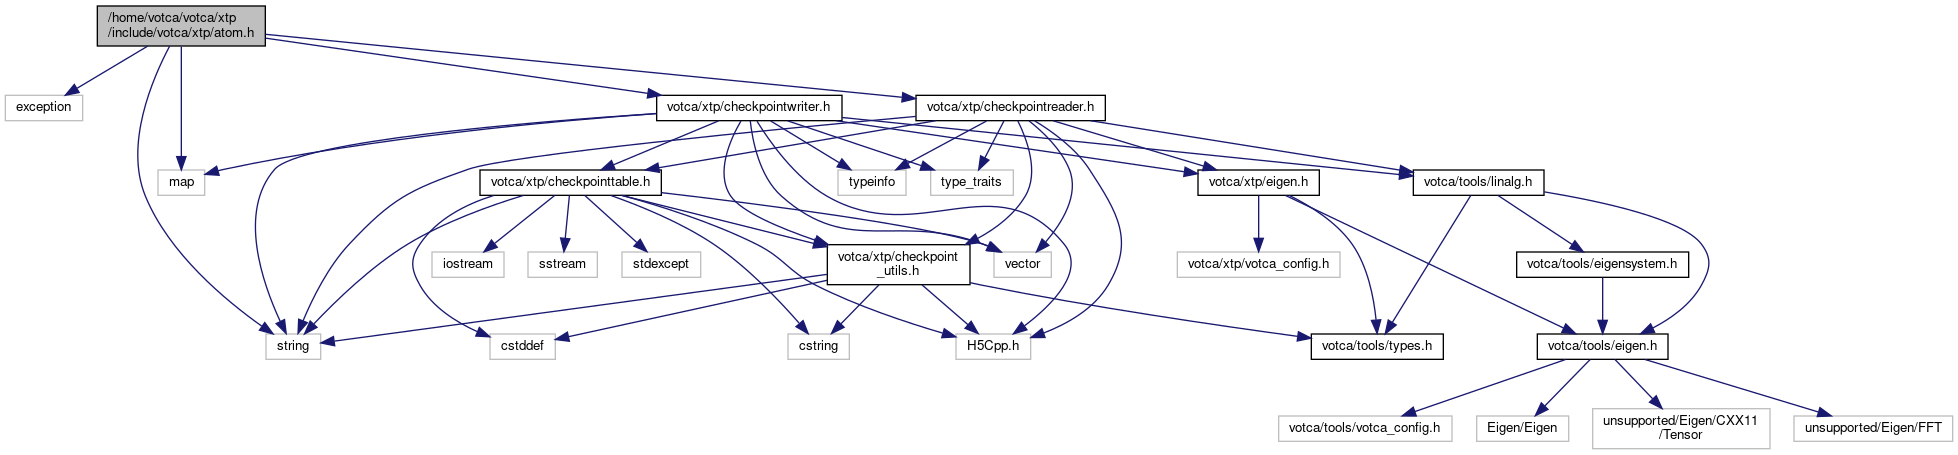 /home/votca/votca/xtp
/include/votca/xtp/atom.h
exception
votca/xtp/checkpointwriter.h
votca/xtp/checkpointreader.h
map
votca/xtp/checkpointtable.h
typeinfo
type_traits
votca/xtp/eigen.h
votca/tools/linalg.h
iostream
sstream
stdexcept
votca/xtp/checkpoint
_utils.h
vector
votca/xtp/votca_config.h
votca/tools/eigensystem.h
string
cstddef
cstring
H5Cpp.h
votca/tools/types.h
votca/tools/eigen.h
votca/tools/votca_config.h
Eigen/Eigen
unsupported/Eigen/CXX11
/Tensor
unsupported/Eigen/FFT